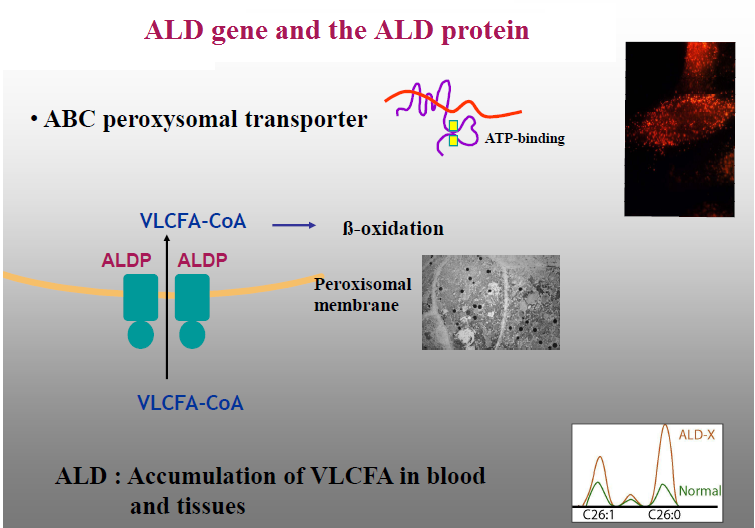 ALD gene and the ALD protein
• ABC peroxysomal transporter
ATP-binding
VLCFA-CoA
ß-oxidation
ALDP ALDP
Peroxisomal
membrane
VLCFA-CoA
ALD : Accumulation of VLCFA in blood
and tissues
ALD-X
Normal
C26:1 C26:0